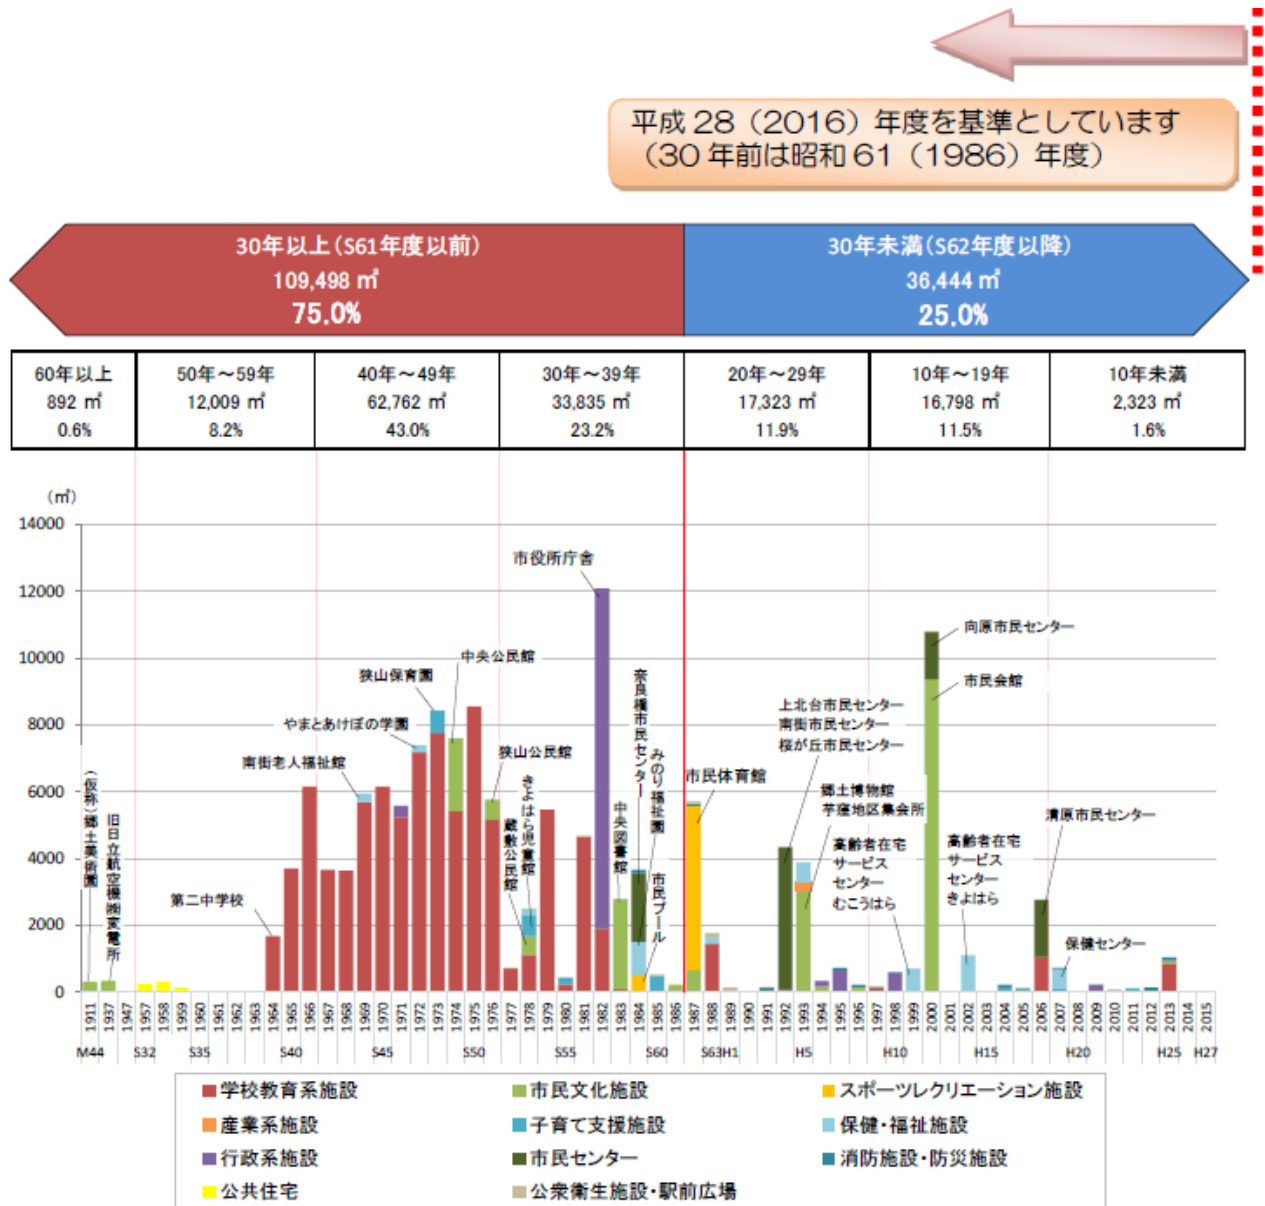 平成 28（2016）年度を基準としています
（30 年前は昭和 61（1986）年度）
30年以上（S61年度以前）
109,498 ㎡
75.0%
30年未満（S62年度以降）
36,444 ㎡
25.0%
60年以上
892 ㎡
0.6%
50年～59年
12,009 ㎡
8.2%
40年～49年
62,762 ㎡
43.0%
30年～39年
33,835 ㎡
23.2%
20年～29年
17,323 ㎡
11.9%
10年～19年
16,798 ㎡
11.5%
10年未満
2,323 ㎡
1.6%
（㎡）
14000
12000
10000
8000
6000
4000
2000
0
（仮称）郷土美術園
旧日立航空機㈱変電所
第二中学校
南街老人福祉館
やまとあけぼの学園
狭山保育園
中央公民館
狭山公民館
蔵敷公民館
きよはら児童館
市役所庁舎
中央図書館
奈良橋市民センター
みのり福祉園
市民プール
市民体育館
上北台市民センター
南街市民センター
桜が丘市民センター
郷土博物館
芋窪地区集会所
高齢者在宅
サービス
センター
むこうはら
向原市民センター
市民会館
高齢者在宅
サービス
センター
きよはら
清原市民センター
保健センター
1911 1937 1947 1957 1958 1959 1960 1961 1962 1963 1964 1965 1966 1967 1968 1969 1970 1971 1972 1973 1974 1975 1976 1977 1978 1979 1980 1981 1982 1983 1984 1985 1986 1987 1988 1989 1990 1991 1992 1993 1994 1995 1996 1997 1998 1999 2000 2001 2002 2003 2004 2005 2006 2007 2008 2009 2010 2011 2012 2013 2014 2015
M44 S32 S35 S40 S45 S50 S55 S60 S63H1 H5 H10 H15 H20 H25 H27
学校教育系施設 市民文化施設 スポーツレクリエーション施設
産業系施設 子育て支援施設 保健・福祉施設
行政系施設 市民センター 消防施設・防災施設
公共住宅 公衆衛生施設・駅前広場